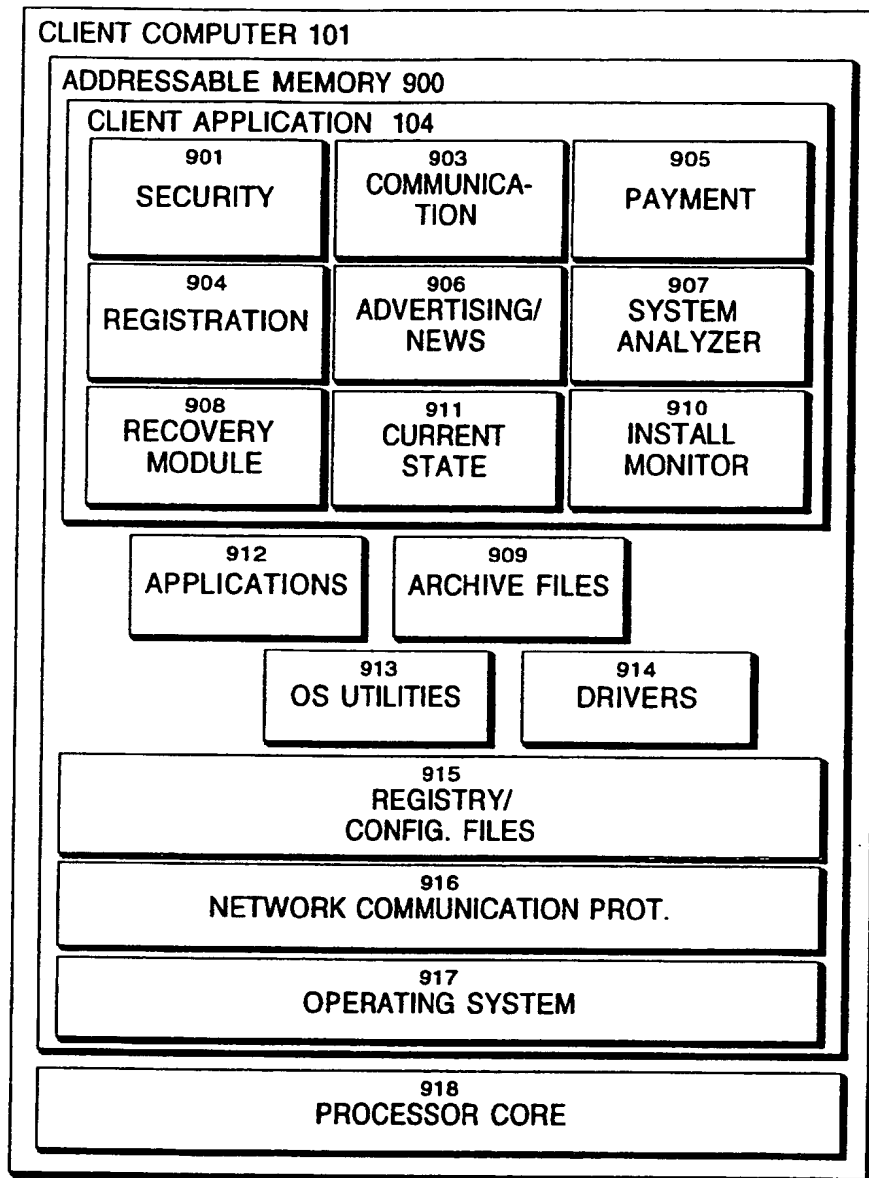 CLIENT COMPUTER 101
ADDRESSABLE MEMORY 900
CLIENT APPLICATION 104
901
SECURITY
903
COMMUNICA-
TION
905
PAYMENT
904
REGISTRATION
906
ADVERTISING/
NEWS
907
SYSTEM
ANALYZER
908
RECOVERY
MODULE
911
CURRENT
STATE
910
INSTALL
MONITOR
912
APPLICATIONS
909
ARCHIVE FILES
913
OS UTILITIES
914
DRIVERS
915
REGISTRY/
CONFIG. FILES
916
NETWORK COMMUNICATION PROT.
917
OPERATING SYSTEM
918
PROCESSOR CORE